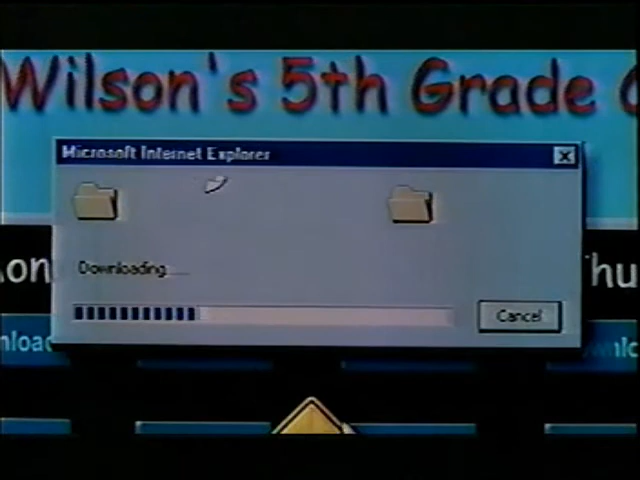 Wilson's 5th Grade
Microsoft Internet Explorer
Downloading.....
Cancel